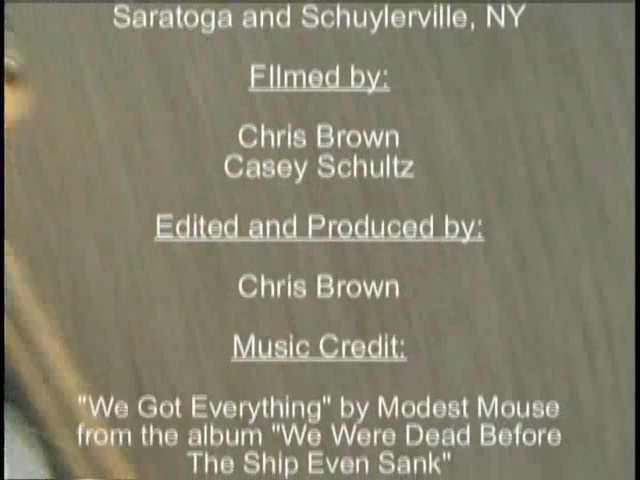 Saratoga and Schuylerville, NY
FIlmed by:
Chris Brown
Casey Schultz
Edited and Produced by:
Chris Brown
Music Credit:
"We Got Everything" by Modest Mouse
from the album "We Were Dead Before
The Ship Even Sank"